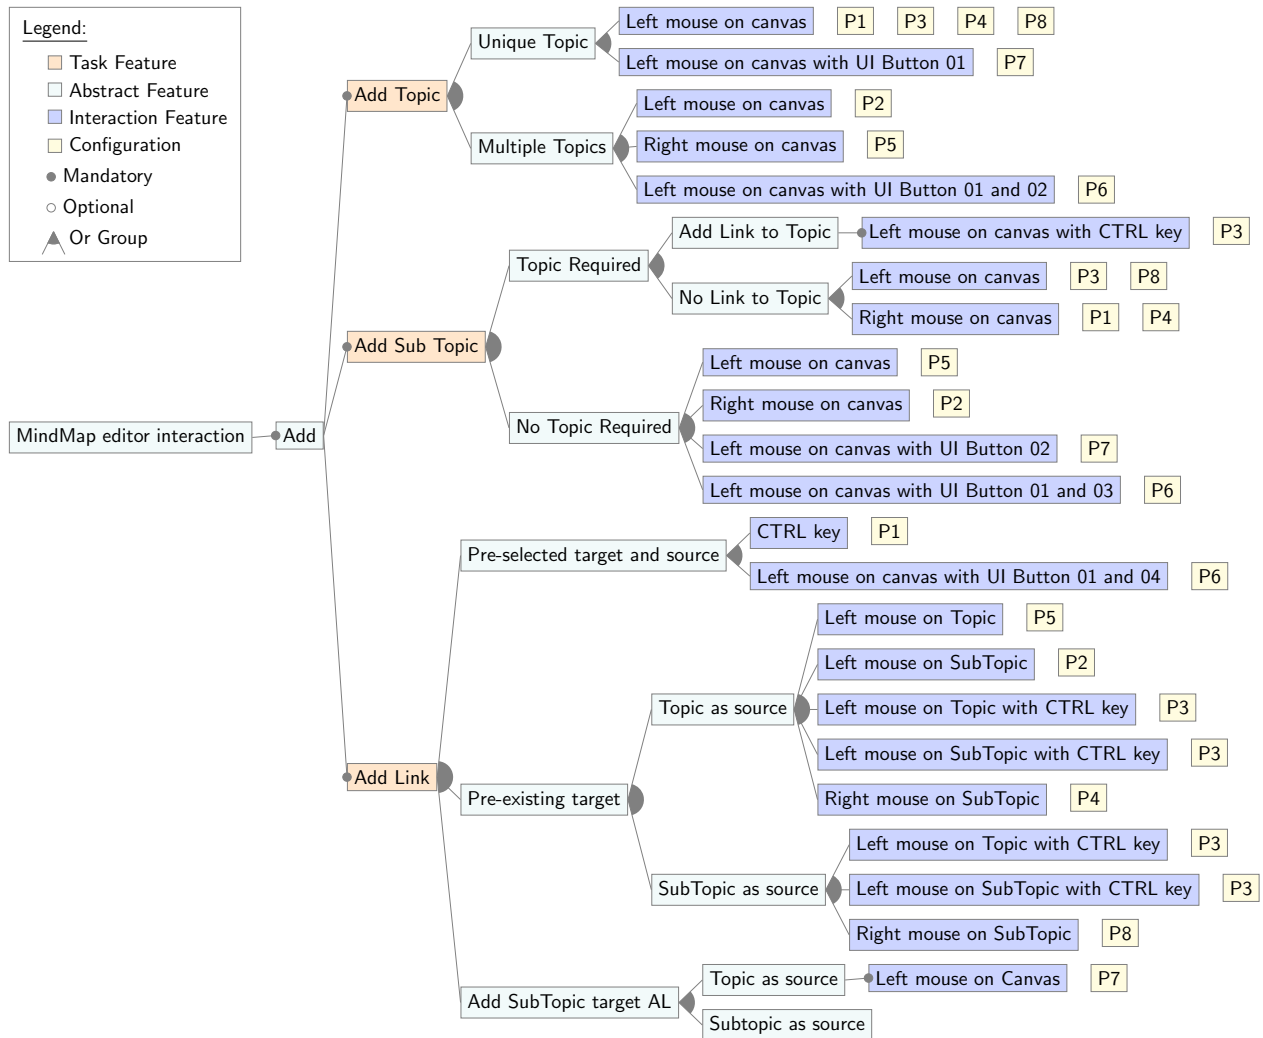 Legend:
Task Feature
Abstract Feature
Interaction Feature
Configuration
Mandatory
Optional
Or Group
MindMap editor interaction
Add
Add Topic
Unique Topic
Left mouse on canvas P1 P3 P4 P8
Left mouse on canvas with UI Button 01 P7
Multiple Topics
Left mouse on canvas P2
Right mouse on canvas P5
Left mouse on canvas with UI Button 01 and 02 P6
Add Sub Topic
Topic Required
Add Link to Topic
Left mouse on canvas with CTRL key P3
No Link to Topic
Left mouse on canvas P3 P8
Right mouse on canvas P1 P4
No Topic Required
Left mouse on canvas P5
Right mouse on canvas P2
Left mouse on canvas with UI Button 02 P7
Left mouse on canvas with UI Button 01 and 03 P6
Add Link
Pre-selected target and source
CTRL key P1
Left mouse on canvas with UI Button 01 and 04 P6
Pre-existing target
Topic as source
Left mouse on Topic P5
Left mouse on SubTopic P2
Left mouse on Topic with CTRL key P3
Left mouse on SubTopic with CTRL key P3
Right mouse on SubTopic P4
SubTopic as source
Left mouse on Topic with CTRL key P3
Left mouse on SubTopic with CTRL key P3
Right mouse on SubTopic P8
Add SubTopic target AL
Topic as source
Left mouse on Canvas P7
Subtopic as source